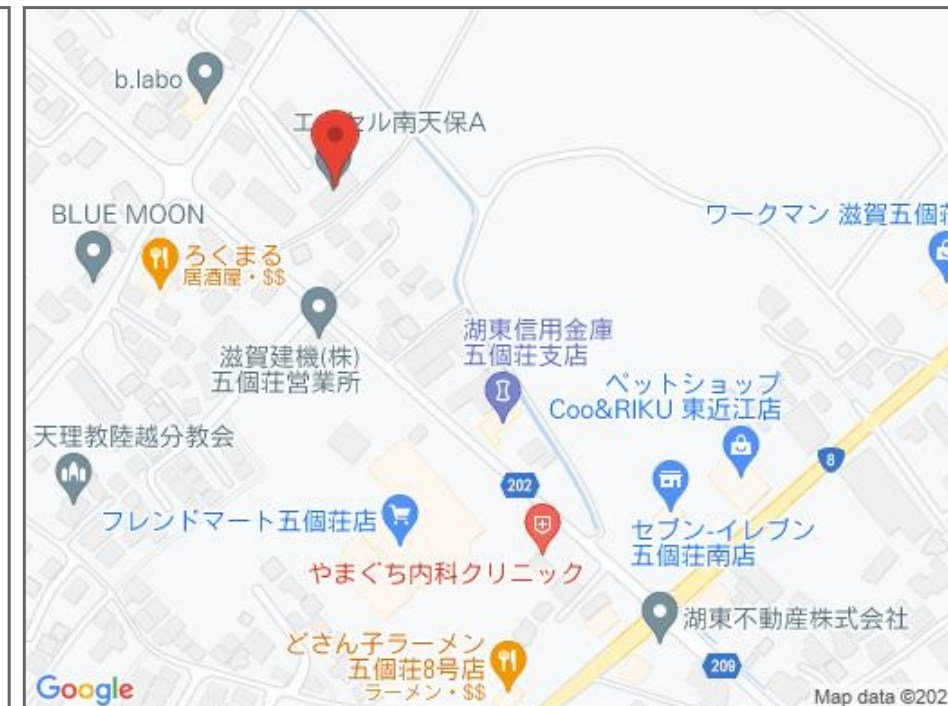 b.labo
南天保A
BLUE MOON
ろくまる
居酒屋・$$
ワークマン 滋賀五個
滋賀建機(株)
五個荘営業所
湖東信用金庫
五個荘支店
ペットショップ
Coo&RIKU 東近江店
天理教陸越分教会
202
8
フレンドマート五個荘店
セブン-イレブン
五個荘南店
やまぐち内科クリニック
湖東不動産株式会社
どさん子ラーメン
五個荘8号店
ラーメン・$$
209
Google
Map data ©202